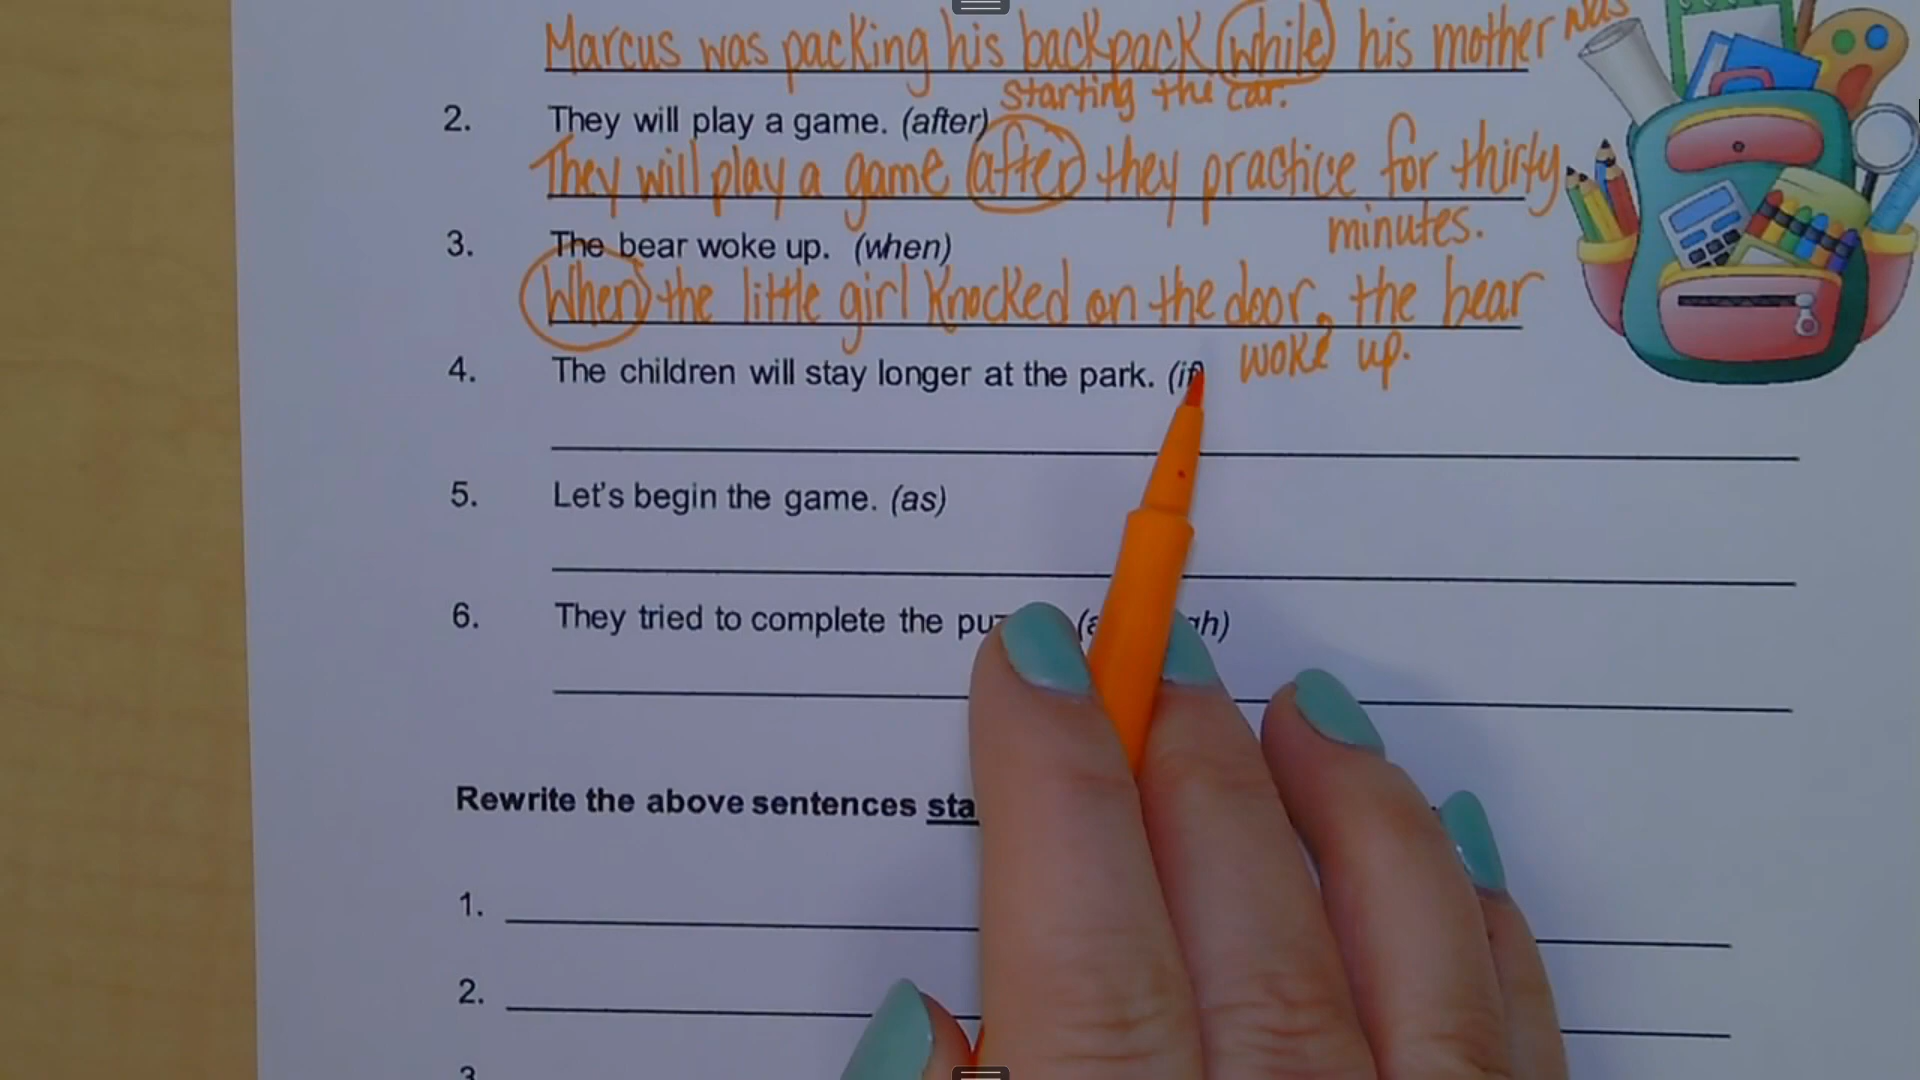 Marcus was packing his backpack while his mother was
starting the car.
2. They will play a game. (after)
They will play a game after they practice for thirty
minutes.
3. The bear woke up. (when)
When the little girl knocked on the door, the bear
woke up.
4. The children will stay longer at the park. (if)
5. Let's begin the game. (as)
6. They tried to complete the
Rewrite the above sentences
1.
2.
3